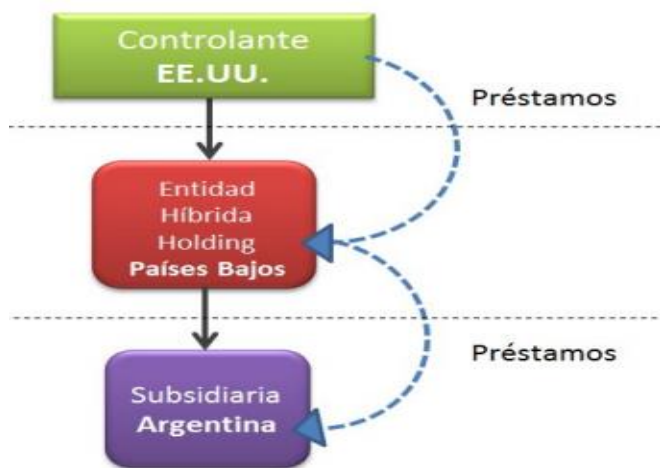 Controlante
EE.UU.
Préstamos
Entidad
Híbrida
Holding
Países Bajos
Préstamos
Subsidiaria
Argentina